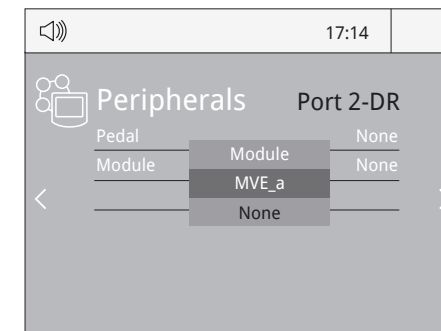 17:14
Peripherals Port 2-DR
Pedal None
Module None
Module
MVE_a
None